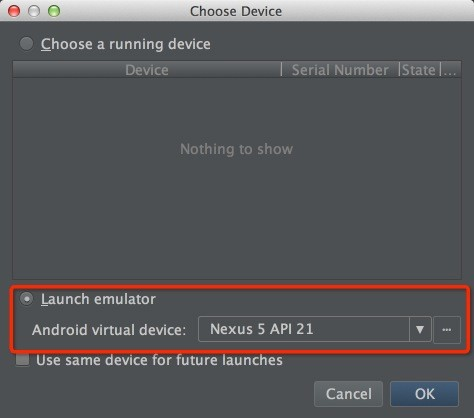 Choose Device
Choose a running device
Device Serial Number State ...
Nothing to show
Launch emulator
Android virtual device: Nexus 5 API 21 ...
Use same device for future launches
Cancel OK